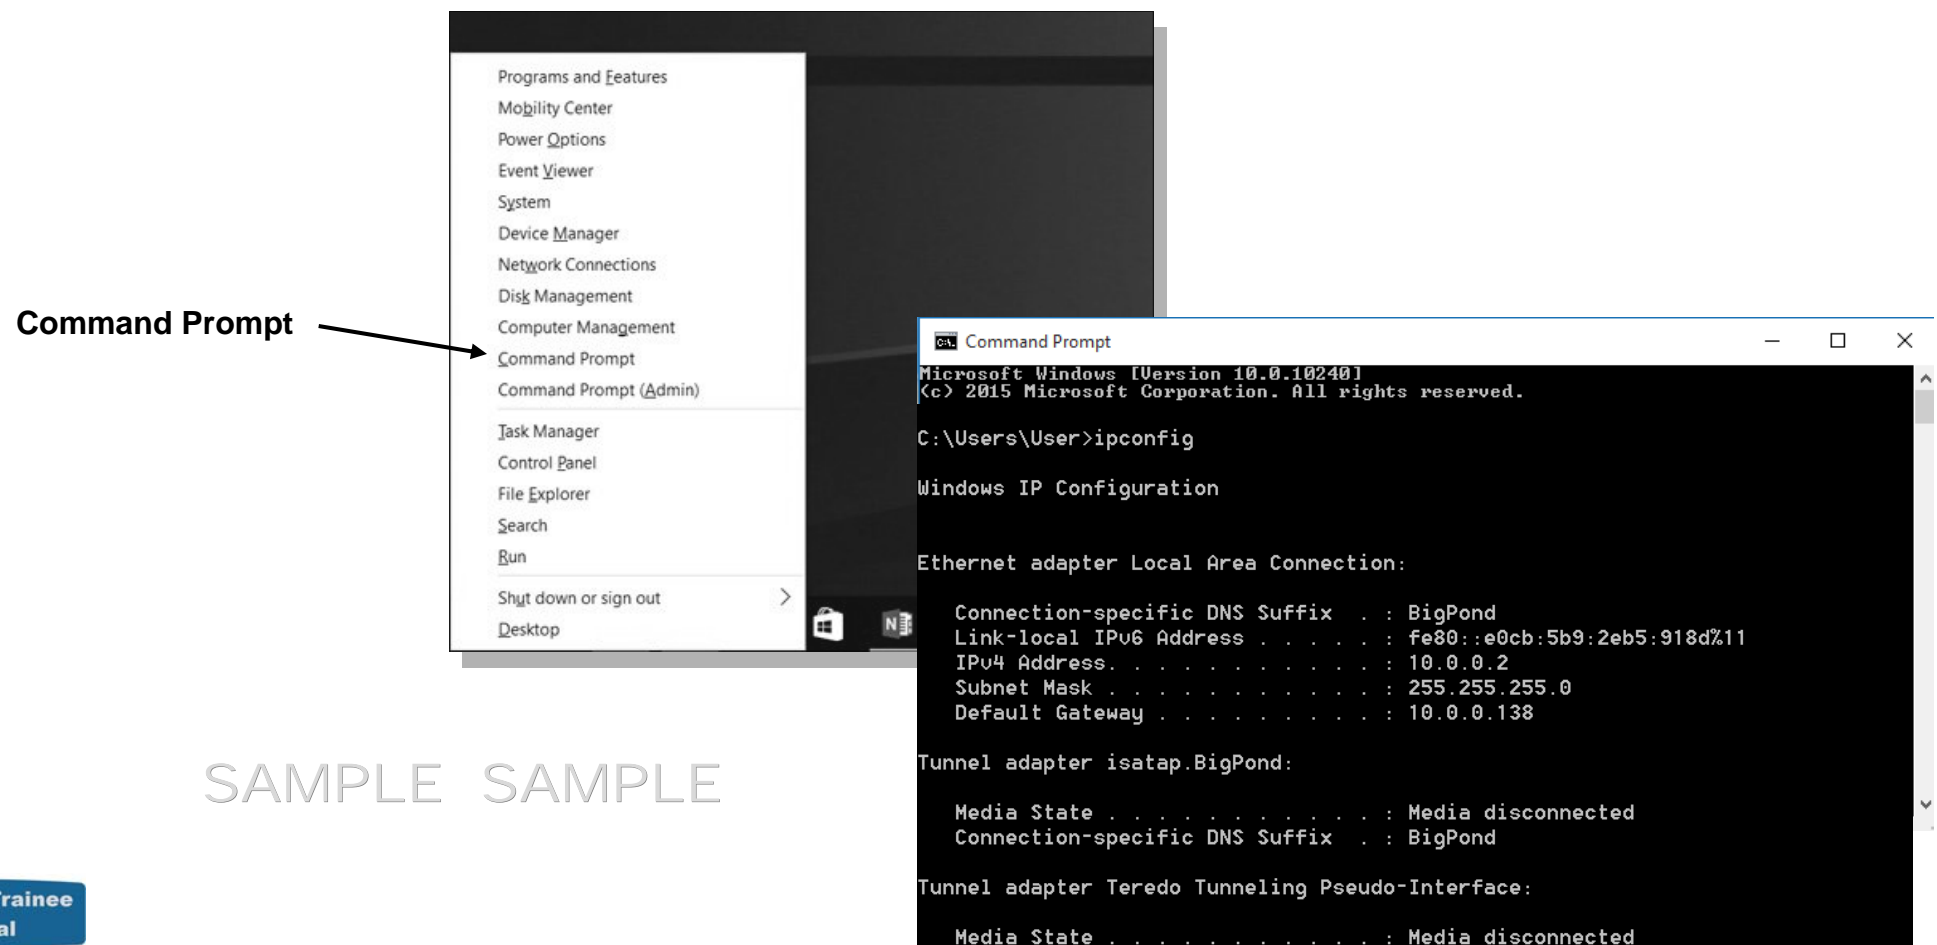 Programs and Features
Mobility Center
Power Options
Event Viewer
System
Device Manager
Network Connections
Disk Management
Computer Management
Command Prompt
Command Prompt (Admin)
Task Manager
Control Panel
File Explorer
Search
Run
Shut down or sign out
Desktop
Command Prompt
Command Prompt
Microsoft Windows [Version 10.0.10240]
(c) 2015 Microsoft Corporation. All rights reserved.
C:\Users\User>ipconfig
Windows IP Configuration
Ethernet adapter Local Area Connection:
Connection-specific DNS Suffix . : BigPond
Link-local IPv6 Address . . . . . : fe80::e0cb:5b9:2eb5:918d%11
IPv4 Address. . . . . . . . . . . : 10.0.0.2
Subnet Mask . . . . . . . . . . . : 255.255.255.0
Default Gateway . . . . . . . . . : 10.0.0.138
Tunnel adapter isatap.BigPond:
Media State . . . . . . . . . . . : Media disconnected
Connection-specific DNS Suffix . : BigPond
Tunnel adapter Teredo Tunneling Pseudo-Interface:
Media State . . . . . . . . . . . : Media disconnected
SAMPLE SAMPLE
rainee
al